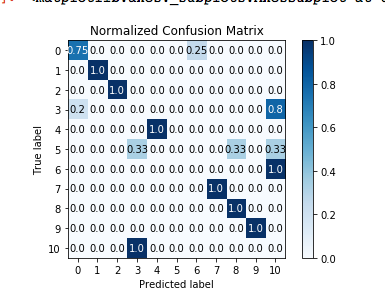 Normalized Confusion Matrix
0 0.75 0.0 0.0 0.0 0.0 0.0 0.25 0.0 0.0 0.0 0.0
1 0.0 1.0 0.0 0.0 0.0 0.0 0.0 0.0 0.0 0.0 0.0
2 0.0 0.0 1.0 0.0 0.0 0.0 0.0 0.0 0.0 0.0 0.0
3 0.2 0.0 0.0 0.0 0.0 0.0 0.0 0.0 0.0 0.0 0.8
4 0.0 0.0 0.0 0.0 1.0 0.0 0.0 0.0 0.0 0.0 0.0
5 0.0 0.0 0.0 0.33 0.0 0.0 0.0 0.0 0.33 0.0 0.33
6 0.0 0.0 0.0 0.0 0.0 0.0 0.0 0.0 0.0 0.0 1.0
7 0.0 0.0 0.0 0.0 0.0 0.0 0.0 1.0 0.0 0.0 0.0
8 0.0 0.0 0.0 0.0 0.0 0.0 0.0 0.0 1.0 0.0 0.0
9 0.0 0.0 0.0 0.0 0.0 0.0 0.0 0.0 0.0 1.0 0.0
10 0.0 0.0 0.0 1.0 0.0 0.0 0.0 0.0 0.0 0.0 0.0
0 1 2 3 4 5 6 7 8 9 10
True label
Predicted label
1.0
0.8
0.6
0.4
0.2
0.0